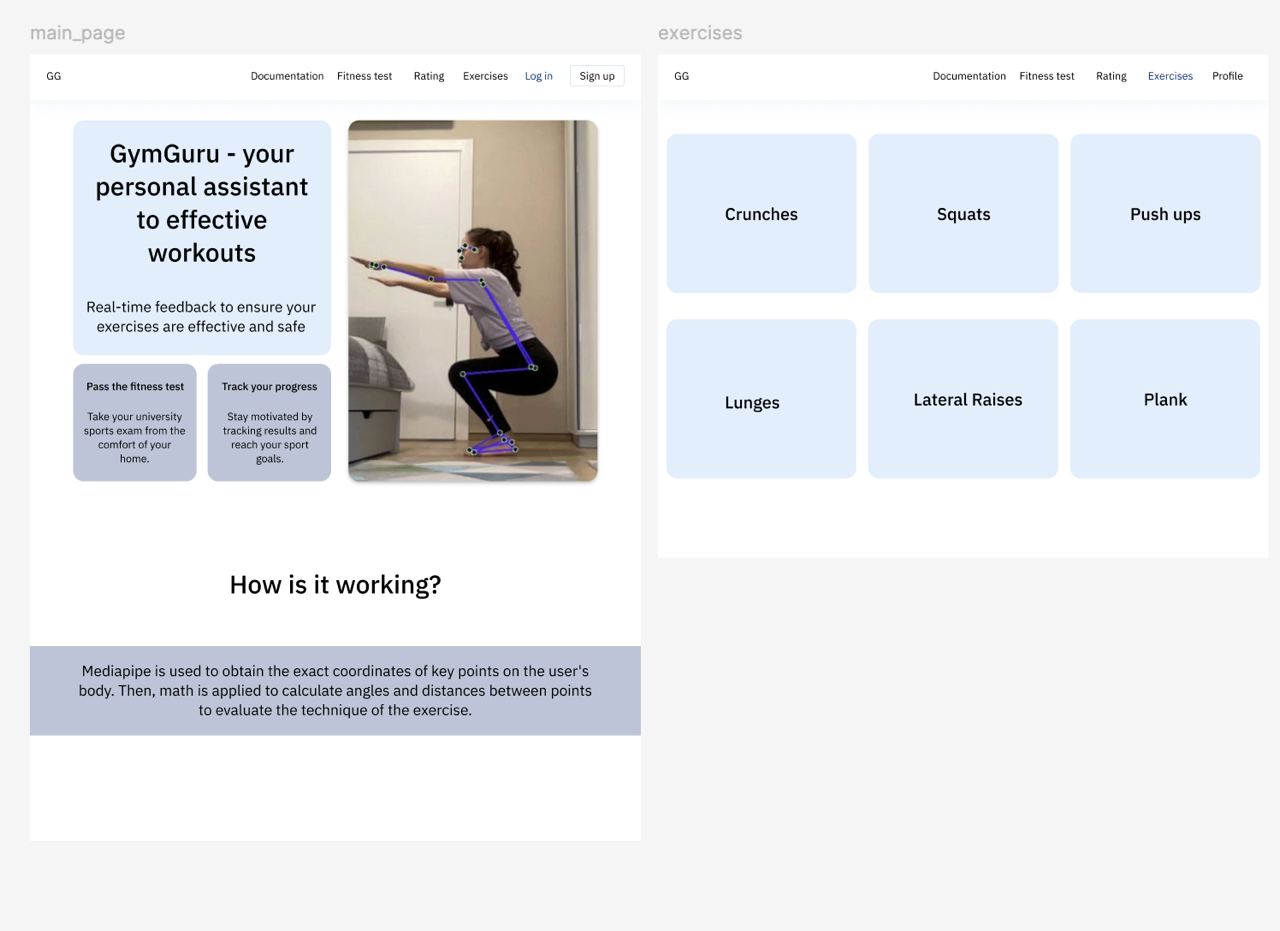 main_page
GG
Documentation Fitness test Rating Exercises Log in Sign up
GymGuru - your
personal assistant
to effective
workouts
Real-time feedback to ensure your
exercises are effective and safe
Pass the fitness test
Take your university
sports exam from the
comfort of your
home.
Track your progress
Stay motivated by
tracking results and
reach your sport
goals.
How is it working?
Mediapipe is used to obtain the exact coordinates of key points on the user's
body. Then, math is applied to calculate angles and distances between points
to evaluate the technique of the exercise.
exercises
GG
Documentation Fitness test Rating Exercises Profile
Crunches
Squats
Push ups
Lunges
Lateral Raises
Plank